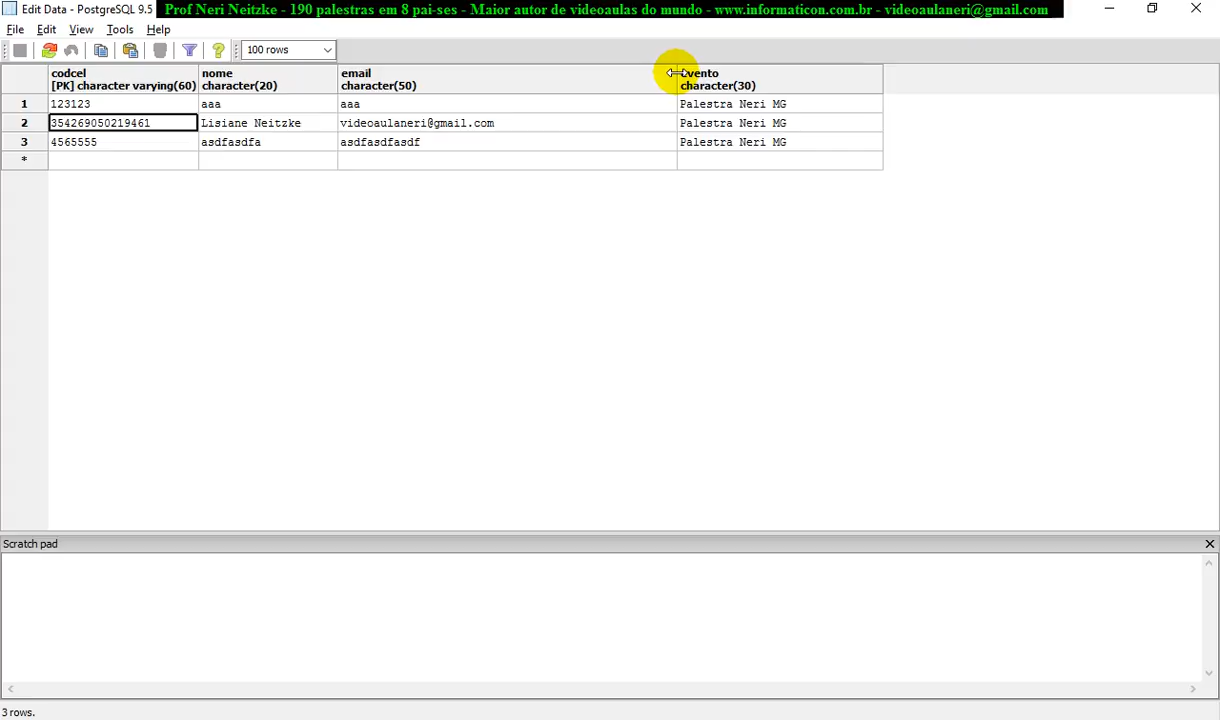 Edit Data - PostgreSQL 9.5
Prof Neri Neitzke - 190 palestras em 8 pai-ses - Maior autor de videoaulas do mundo - www.informaticon.com.br - videoaulaneri@gmail.com
File Edit View Tools Help
100 rows
codcel nome email evento
[PK] character varying(60) character(20) character(50) character(30)
1 123123 aaa aaa Palestra Neri MG
2 354269050219461 Lisiane Neitzke videoaulaneri@gmail.com Palestra Neri MG
3 4565555 asdfasdfa asdfasdfasdf Palestra Neri MG
*
Scratch pad
3 rows.